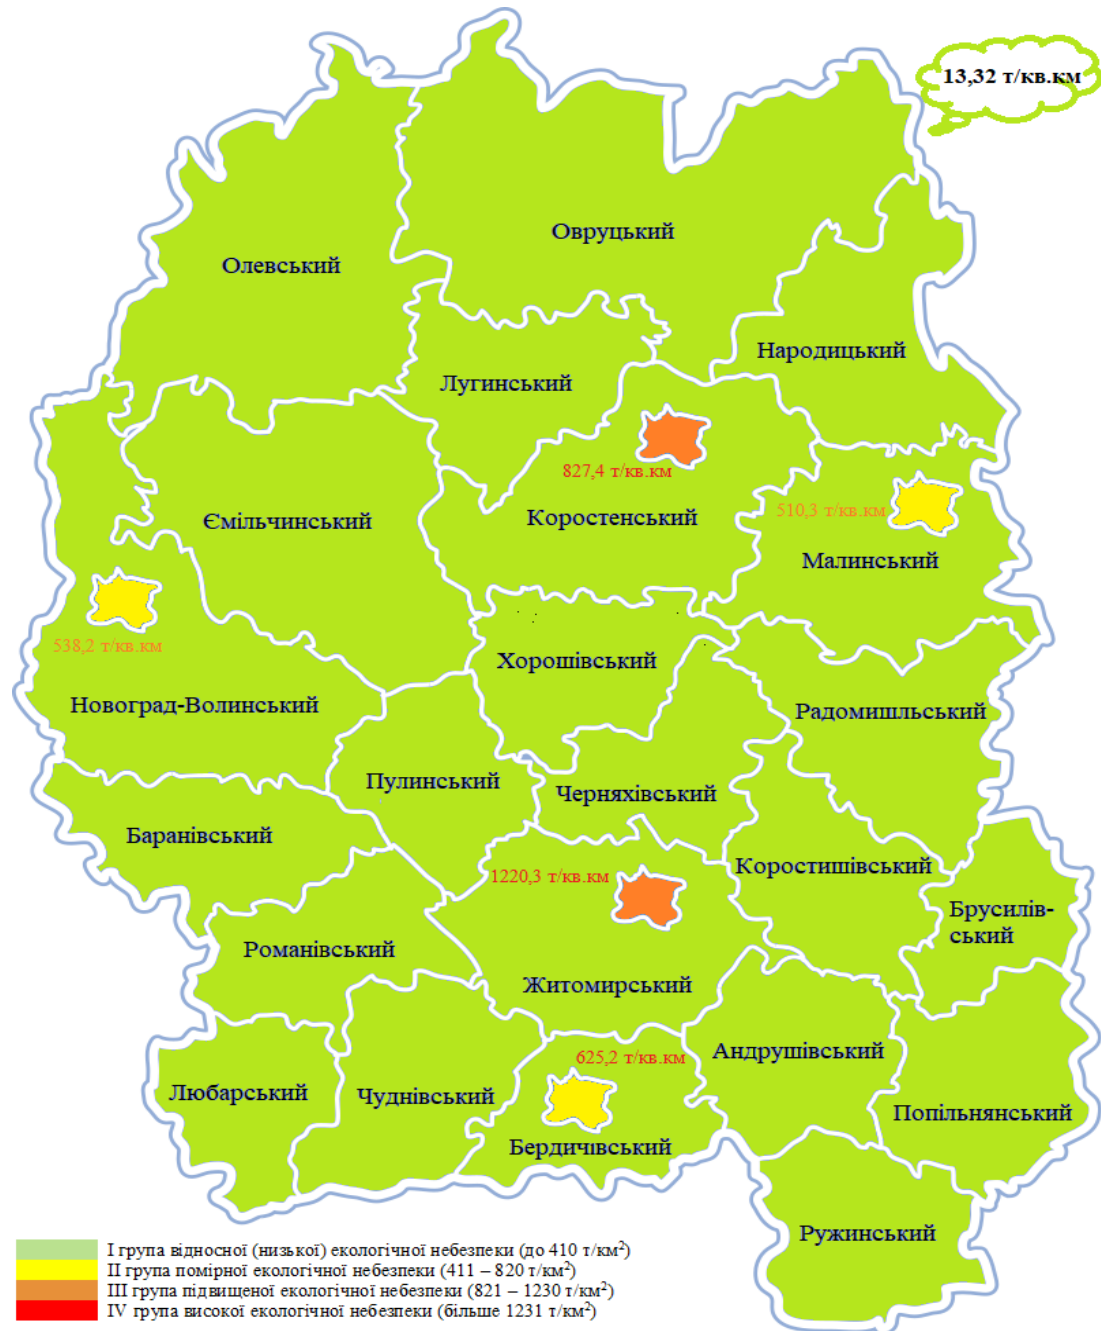 13,32 т/кв.км
Овруцький
Олевський
Народицький
Лугинський
827,4 т/кв.км
510,3 т/кв.км
Ємільчинський
Коростенський
Малинський
538,2 т/кв.км
Хорошівський
Новоград-Волинський
Радомишльський
Пулинський
Черняхівський
Баранівський
Коростишівський
1220,3 т/кв.км
Брусилів-
ський
Романівський
Житомирський
Андрушівський
625,2 т/кв.км
Любарський
Чуднівський
Попільнянський
Бердичівський
Ружинський
І група відносної (низької) екологічної небезпеки (до 410 т/км²)
ІІ група помірної екологічної небезпеки (411 – 820 т/км²)
ІІІ група підвищеної екологічної небезпеки (821 – 1230 т/км²)
IV група високої екологічної небезпеки (більше 1231 т/км²)